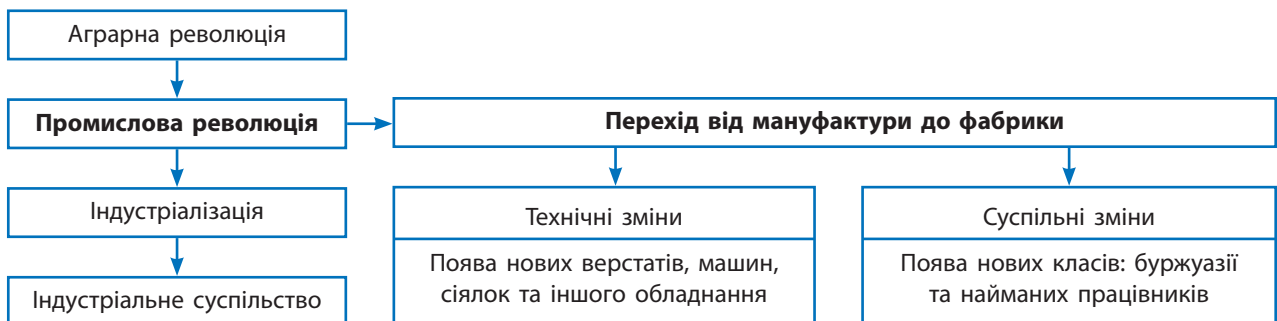 Аграрна революція
Промислова революція
Перехід від мануфактури до фабрики
Індустріалізація
Технічні зміни
Суспільні зміни
Поява нових верстатів, машин,
сіялок та іншого обладнання
Поява нових класів: буржуазії
та найманих працівників
Індустріальне суспільство